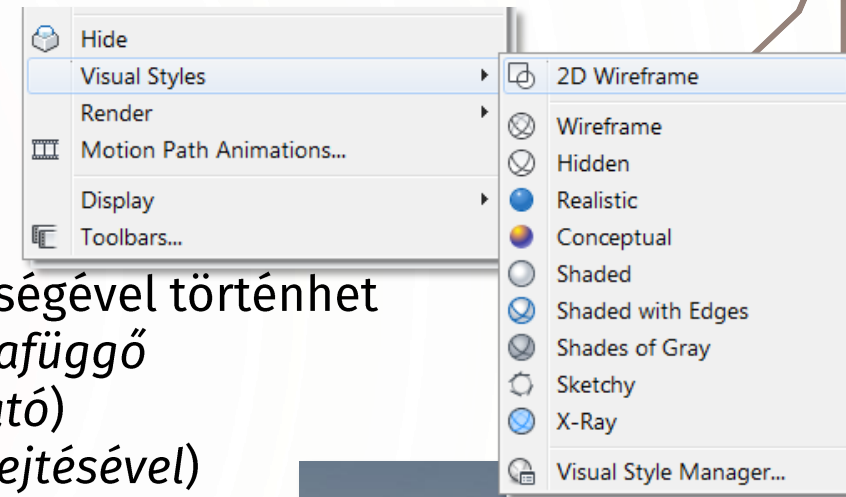 Hide
Visual Styles
Render
Motion Path Animations...
Display
Toolbars...
2D Wireframe
Wireframe
Hidden
Realistic
Conceptual
Shaded
Shaded with Edges
Shades of Gray
Sketchy
X-Ray
Visual Style Manager...
ségével történhet
afüggő
ató)
ejtésével)